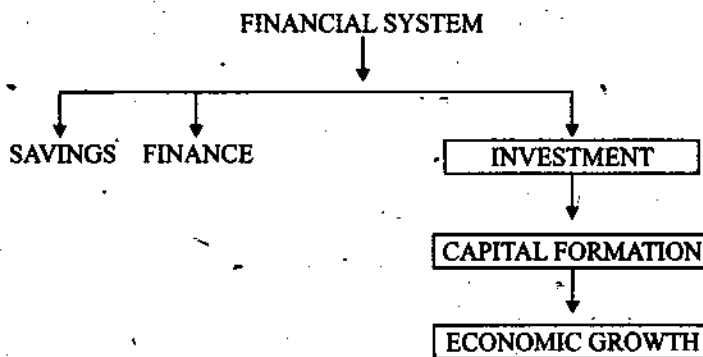 FINANCIAL SYSTEM
SAVINGS FINANCE INVESTMENT
CAPITAL FORMATION
ECONOMIC GROWTH